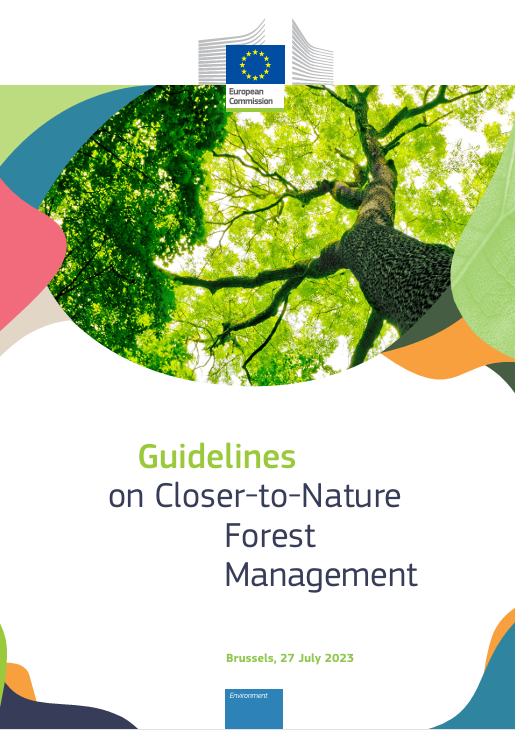 European
Commission
Guidelines
on Closer-to-Nature
Forest
Management
Brussels, 27 July 2023
Environment